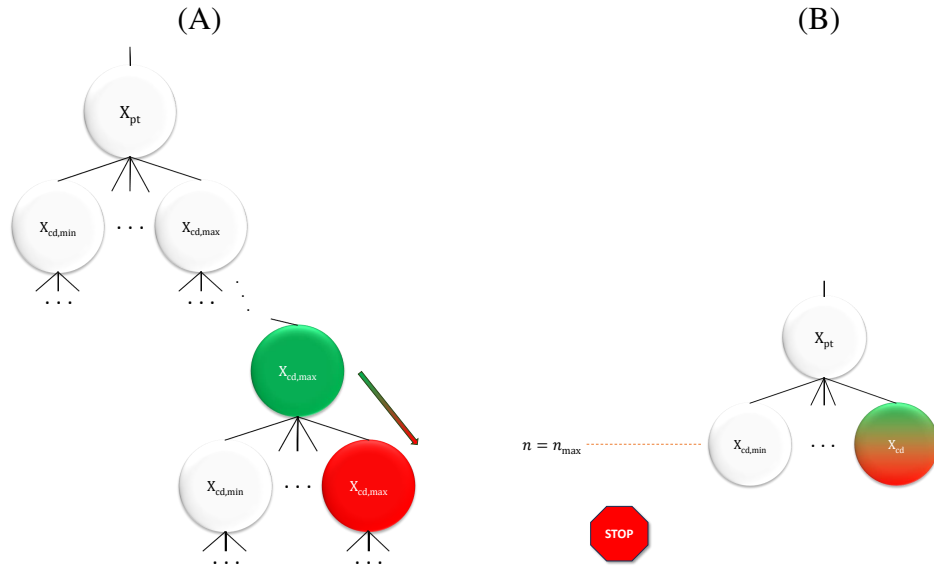 (A)
(B)
X_pt
X_cd,min
. . .
X_cd,max
. . .
. . .
. . .
X_cd,max
X_cd,min
. . .
X_cd,max
. . .
. . .
X_pt
n = n_max
X_cd,min
. . .
X_cd
STOP